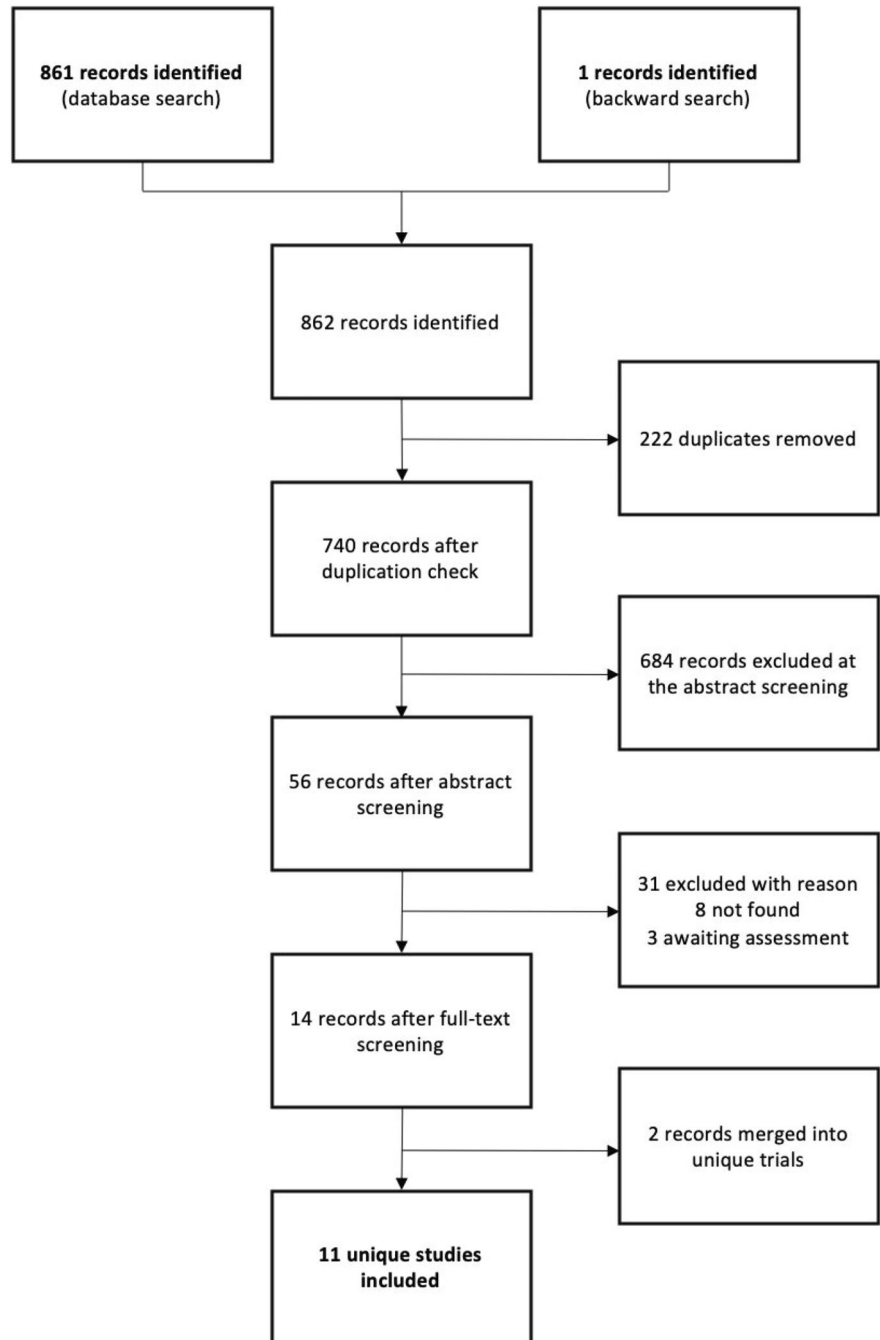 861 records identified
(database search)
1 records identified
(backward search)
862 records identified
222 duplicates removed
740 records after
duplication check
684 records excluded at
the abstract screening
56 records after abstract
screening
31 excluded with reason
8 not found
3 awaiting assessment
14 records after full-text
screening
2 records merged into
unique trials
11 unique studies
included